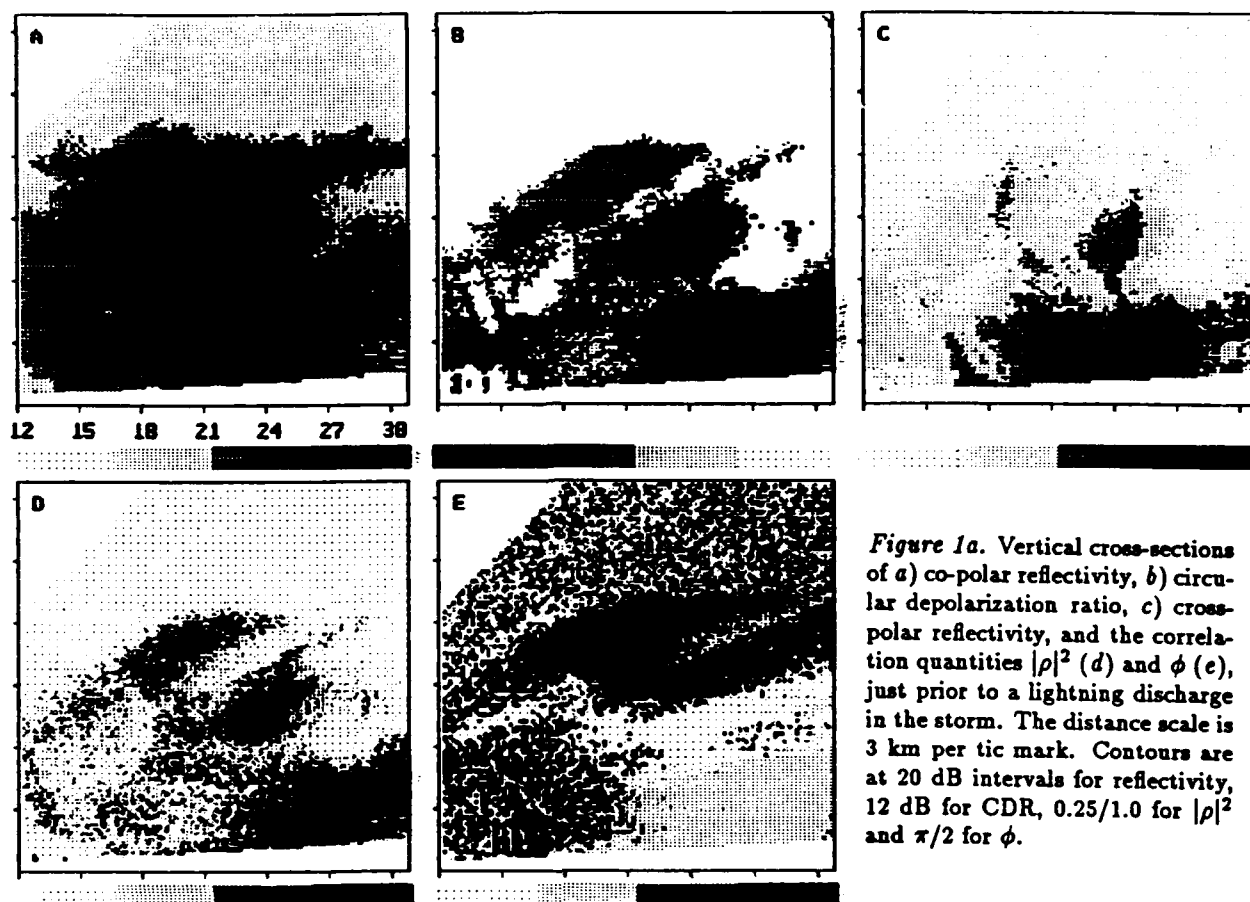 A
B
C
12 15 18 21 24 27 30
D
E
Figure 1a. Vertical cross-sections
of a) co-polar reflectivity, b) circu-
lar depolarization ratio, c) cross-
polar reflectivity, and the correla-
tion quantities |ρ|² (d) and φ (e),
just prior to a lightning discharge
in the storm. The distance scale is
3 km per tic mark. Contours are
at 20 dB intervals for reflectivity,
12 dB for CDR, 0.25/1.0 for |ρ|²
and π/2 for φ.